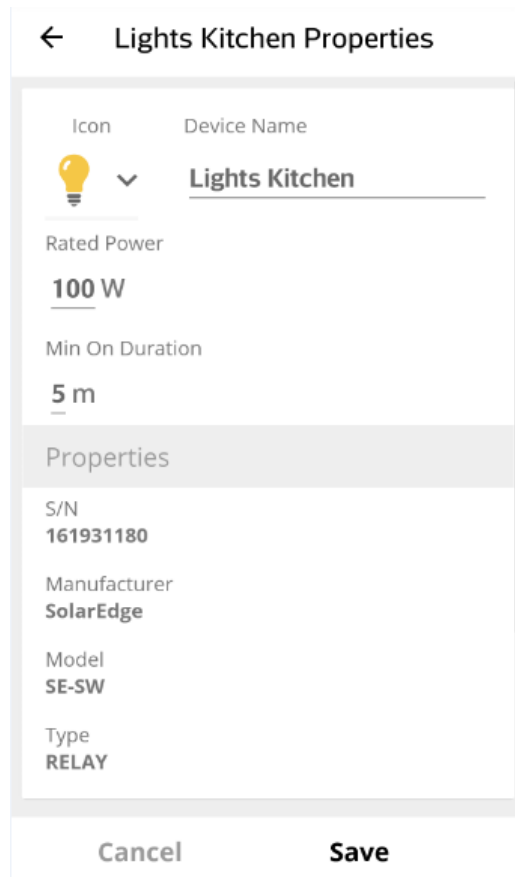 Lights Kitchen Properties
Icon Device Name
Lights Kitchen
Rated Power
100 W
Min On Duration
5 m
Properties
S/N
161931180
Manufacturer
SolarEdge
Model
SE-SW
Type
RELAY
Cancel Save